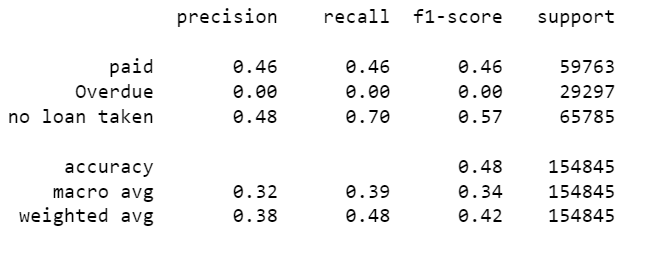 precision recall f1-score support
paid 0.46 0.46 0.46 59763
Overdue 0.00 0.00 0.00 29297
no loan taken 0.48 0.70 0.57 65785
accuracy 0.48 154845
macro avg 0.32 0.39 0.34 154845
weighted avg 0.38 0.48 0.42 154845